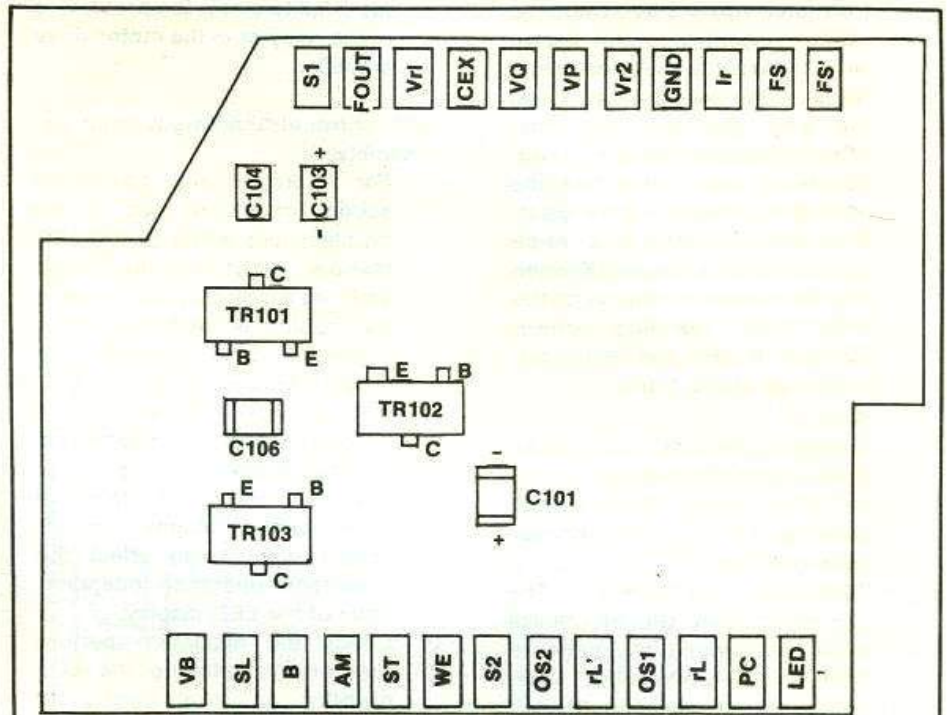 S1 FOUT Vrl CEX VQ VP Vr2 GND Ir FS FS'
C104 C103 +
-
C
TR101
B E
E B
TR102
C
C106
-
C101
+
E B
TR103
C
VB SL B AM ST WE S2 OS2 rL' OS1 rL PC LED